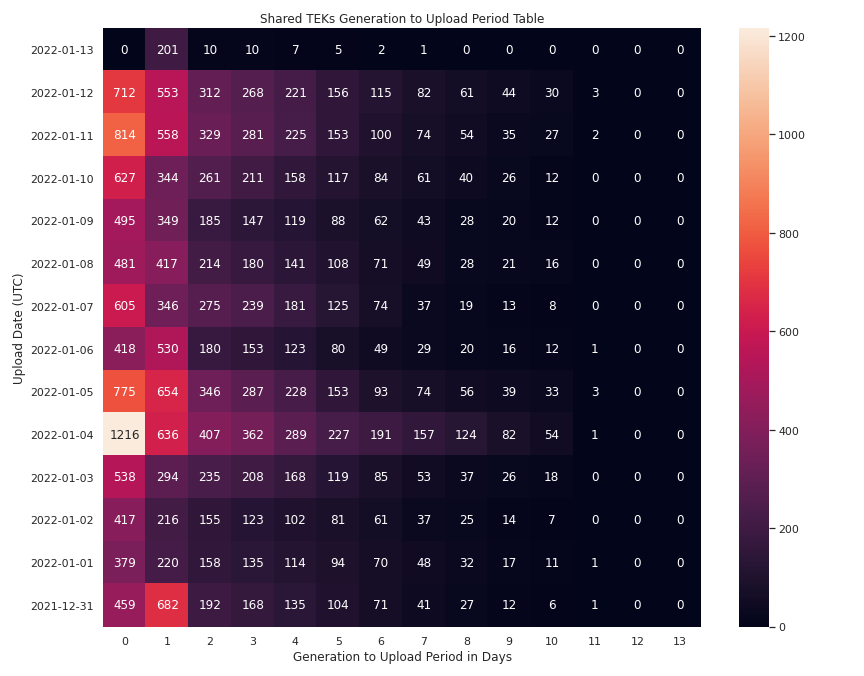 Shared TEKs Generation to Upload Period Table
Upload Date (UTC)
2022-01-13 0 201 10 10 7 5 2 1 0 0 0 0 0 0
2022-01-12 712 553 312 268 221 156 115 82 61 44 30 3 0 0
2022-01-11 814 558 329 281 225 153 100 74 54 35 27 2 0 0
2022-01-10 627 344 261 211 158 117 84 61 40 26 12 0 0 0
2022-01-09 495 349 185 147 119 88 62 43 28 20 12 0 0 0
2022-01-08 481 417 214 180 141 108 71 49 28 21 16 0 0 0
2022-01-07 605 346 275 239 181 125 74 37 19 13 8 0 0 0
2022-01-06 418 530 180 153 123 80 49 29 20 16 12 1 0 0
2022-01-05 775 654 346 287 228 153 93 74 56 39 33 3 0 0
2022-01-04 1216 636 407 362 289 227 191 157 124 82 54 1 0 0
2022-01-03 538 294 235 208 168 119 85 53 37 26 18 0 0 0
2022-01-02 417 216 155 123 102 81 61 37 25 14 7 0 0 0
2022-01-01 379 220 158 135 114 94 70 48 32 17 11 1 0 0
2021-12-31 459 682 192 168 135 104 71 41 27 12 6 1 0 0
0 1 2 3 4 5 6 7 8 9 10 11 12 13
Generation to Upload Period in Days
1200
1000
800
600
400
200
0